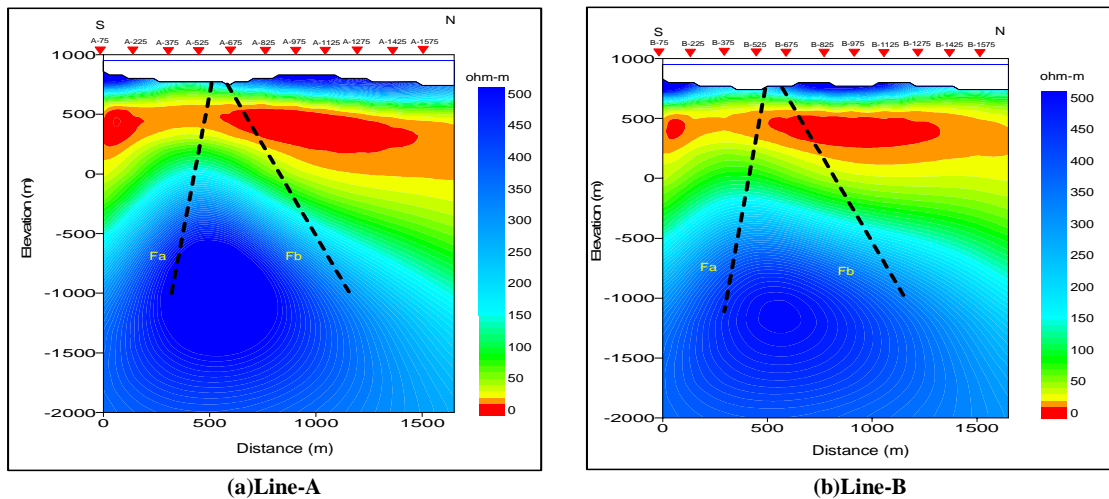 S N
A-75 A-225 A-375 A-525 A-675 A-825 A-975 A-1125 A-1275 A-1425 A-1575
1000
500
0
-500
-1000
-1500
-2000
Elevation (m)
0 500 1000 1500
Distance (m)
Fa Fb
ohm-m
500
450
400
350
300
250
200
150
100
50
0
(a)Line-A
S N
B-75 B-225 B-375 B-525 B-675 B-825 B-975 B-1125 B-1275 B-1425 B-1575
1000
500
0
-500
-1000
-1500
-2000
Elevation (m)
0 500 1000 1500
Distance (m)
Fa Fb
ohm-m
500
450
400
350
300
250
200
150
100
50
0
(b)Line-B